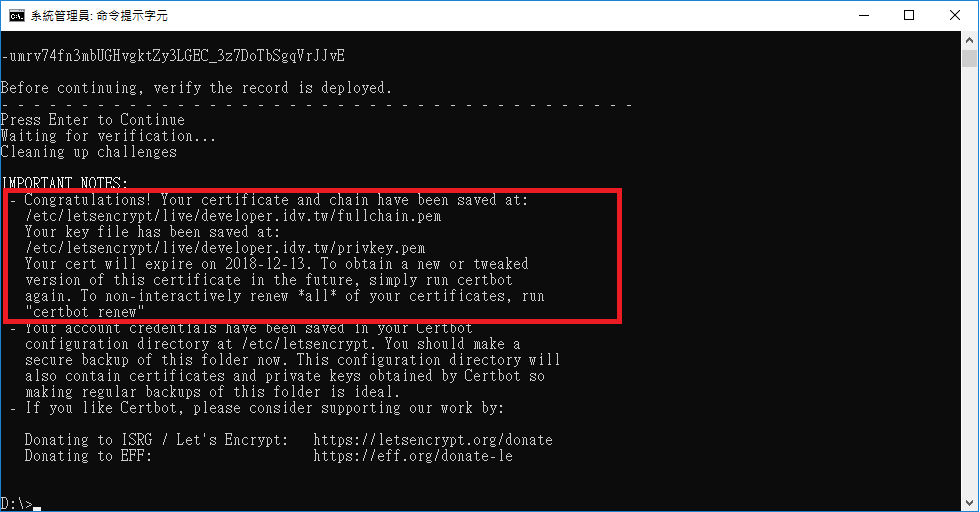 系統管理員: 命令提示字元
-umrv74fn3mbUGHvgktZy3LGEC_3z7DoTbSgqVrJJvE
Before continuing, verify the record is deployed.
- - - - - - - - - - - - - - - - - - - - - - - - - - - - - - - - - - - - - - - -
Press Enter to Continue
Waiting for verification...
Cleaning up challenges
IMPORTANT NOTES:
- Congratulations! Your certificate and chain have been saved at:
/etc/letsencrypt/live/developer.idv.tw/fullchain.pem
Your key file has been saved at:
/etc/letsencrypt/live/developer.idv.tw/privkey.pem
Your cert will expire on 2018-12-13. To obtain a new or tweaked
version of this certificate in the future, simply run certbot
again. To non-interactively renew *all* of your certificates, run
"certbot renew"
- Your account credentials have been saved in your Certbot
configuration directory at /etc/letsencrypt. You should make a
secure backup of this folder now. This configuration directory will
also contain certificates and private keys obtained by Certbot so
making regular backups of this folder is ideal.
- If you like Certbot, please consider supporting our work by:
Donating to ISRG / Let's Encrypt:   https://letsencrypt.org/donate
Donating to EFF:                    https://eff.org/donate-le
D:\>